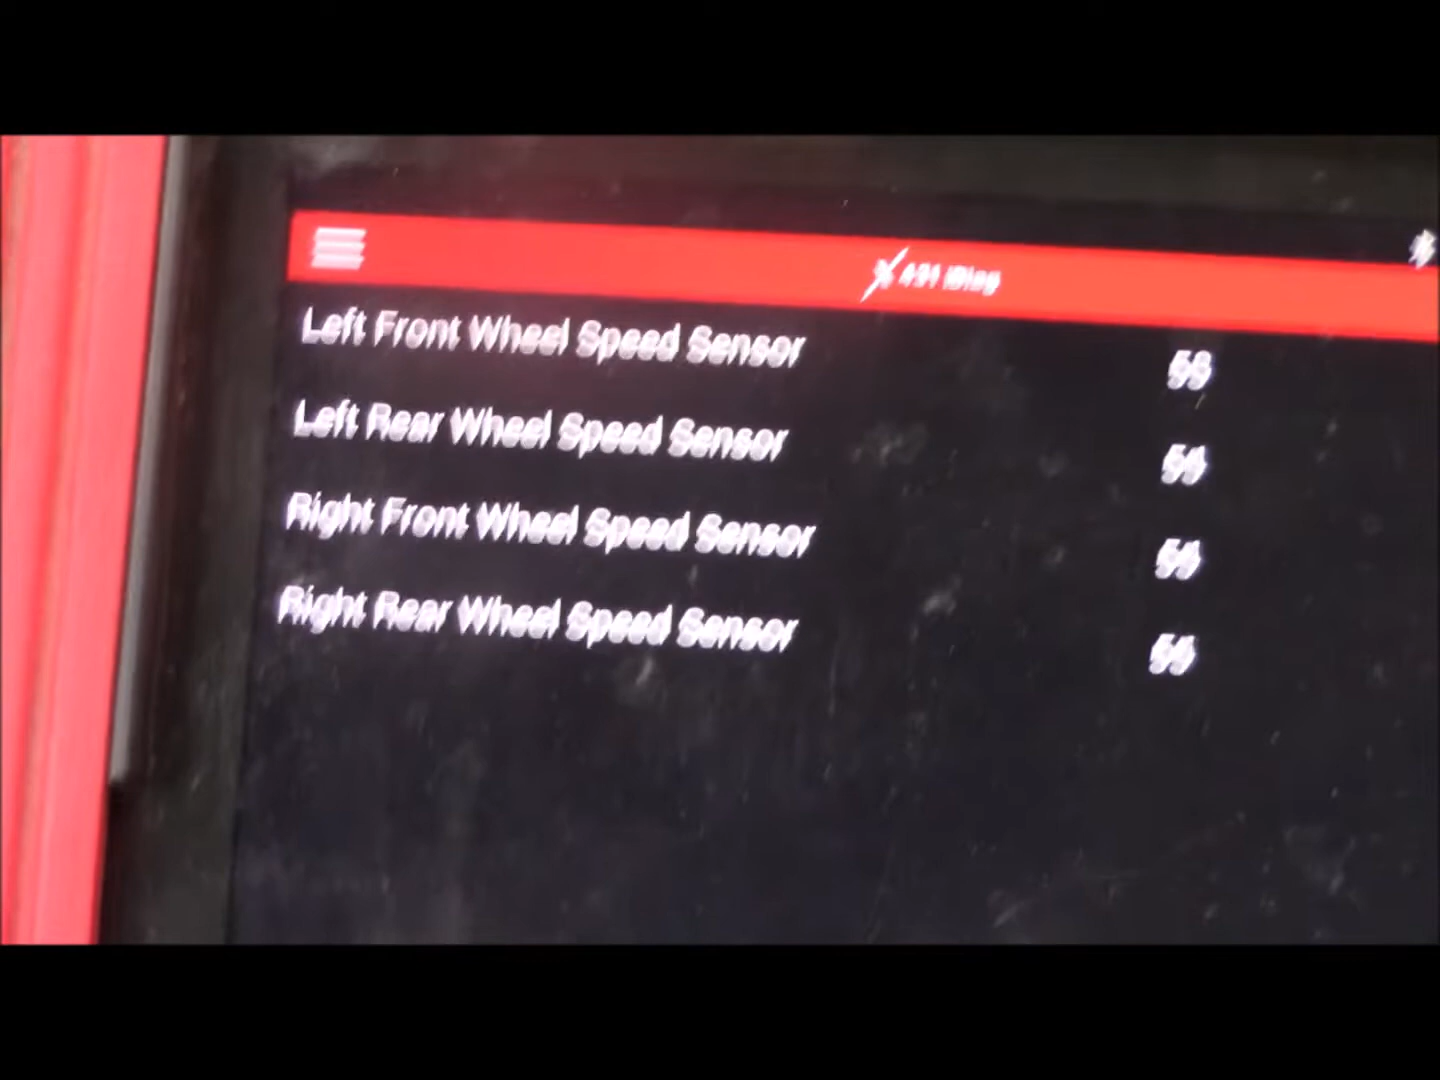 Left Front Wheel Speed Sensor
Left Rear Wheel Speed Sensor
Right Front Wheel Speed Sensor
Right Rear Wheel Speed Sensor